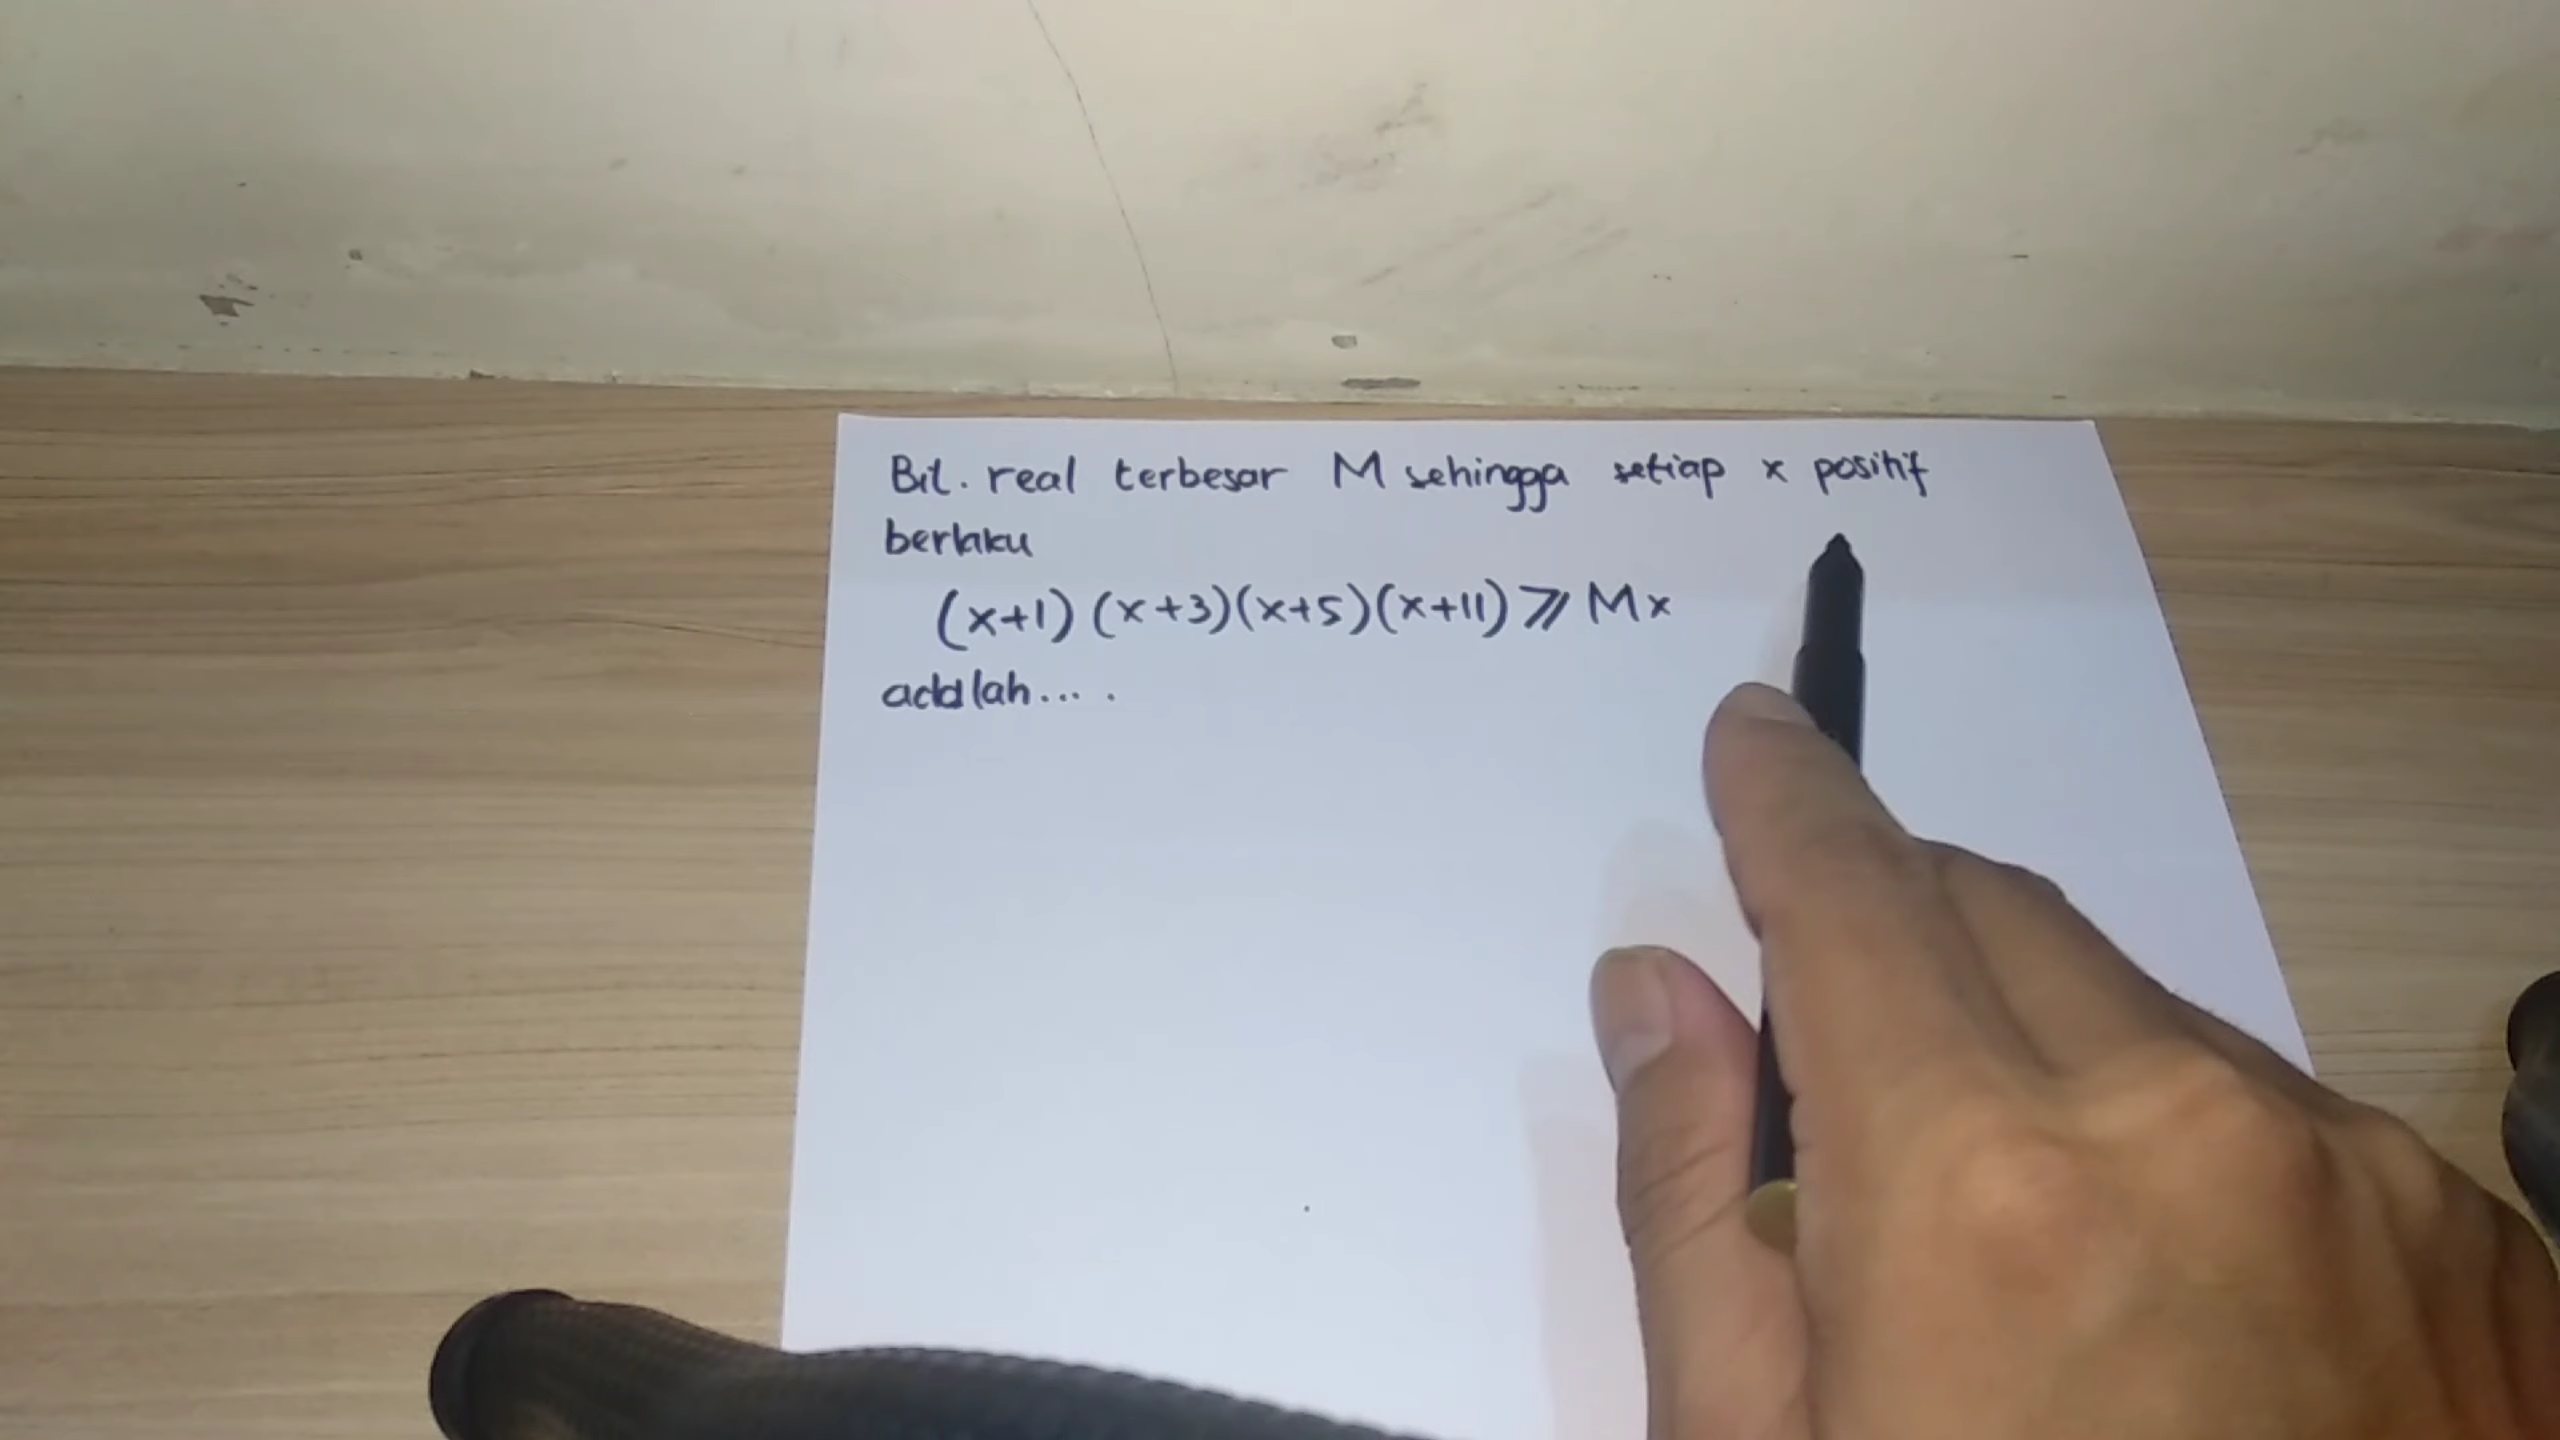 Bil. real terbesar M sehingga setiap x positif
berlaku
(x+1) (x+3)(x+5)(x+11) ⩾ Mx
adalah... .